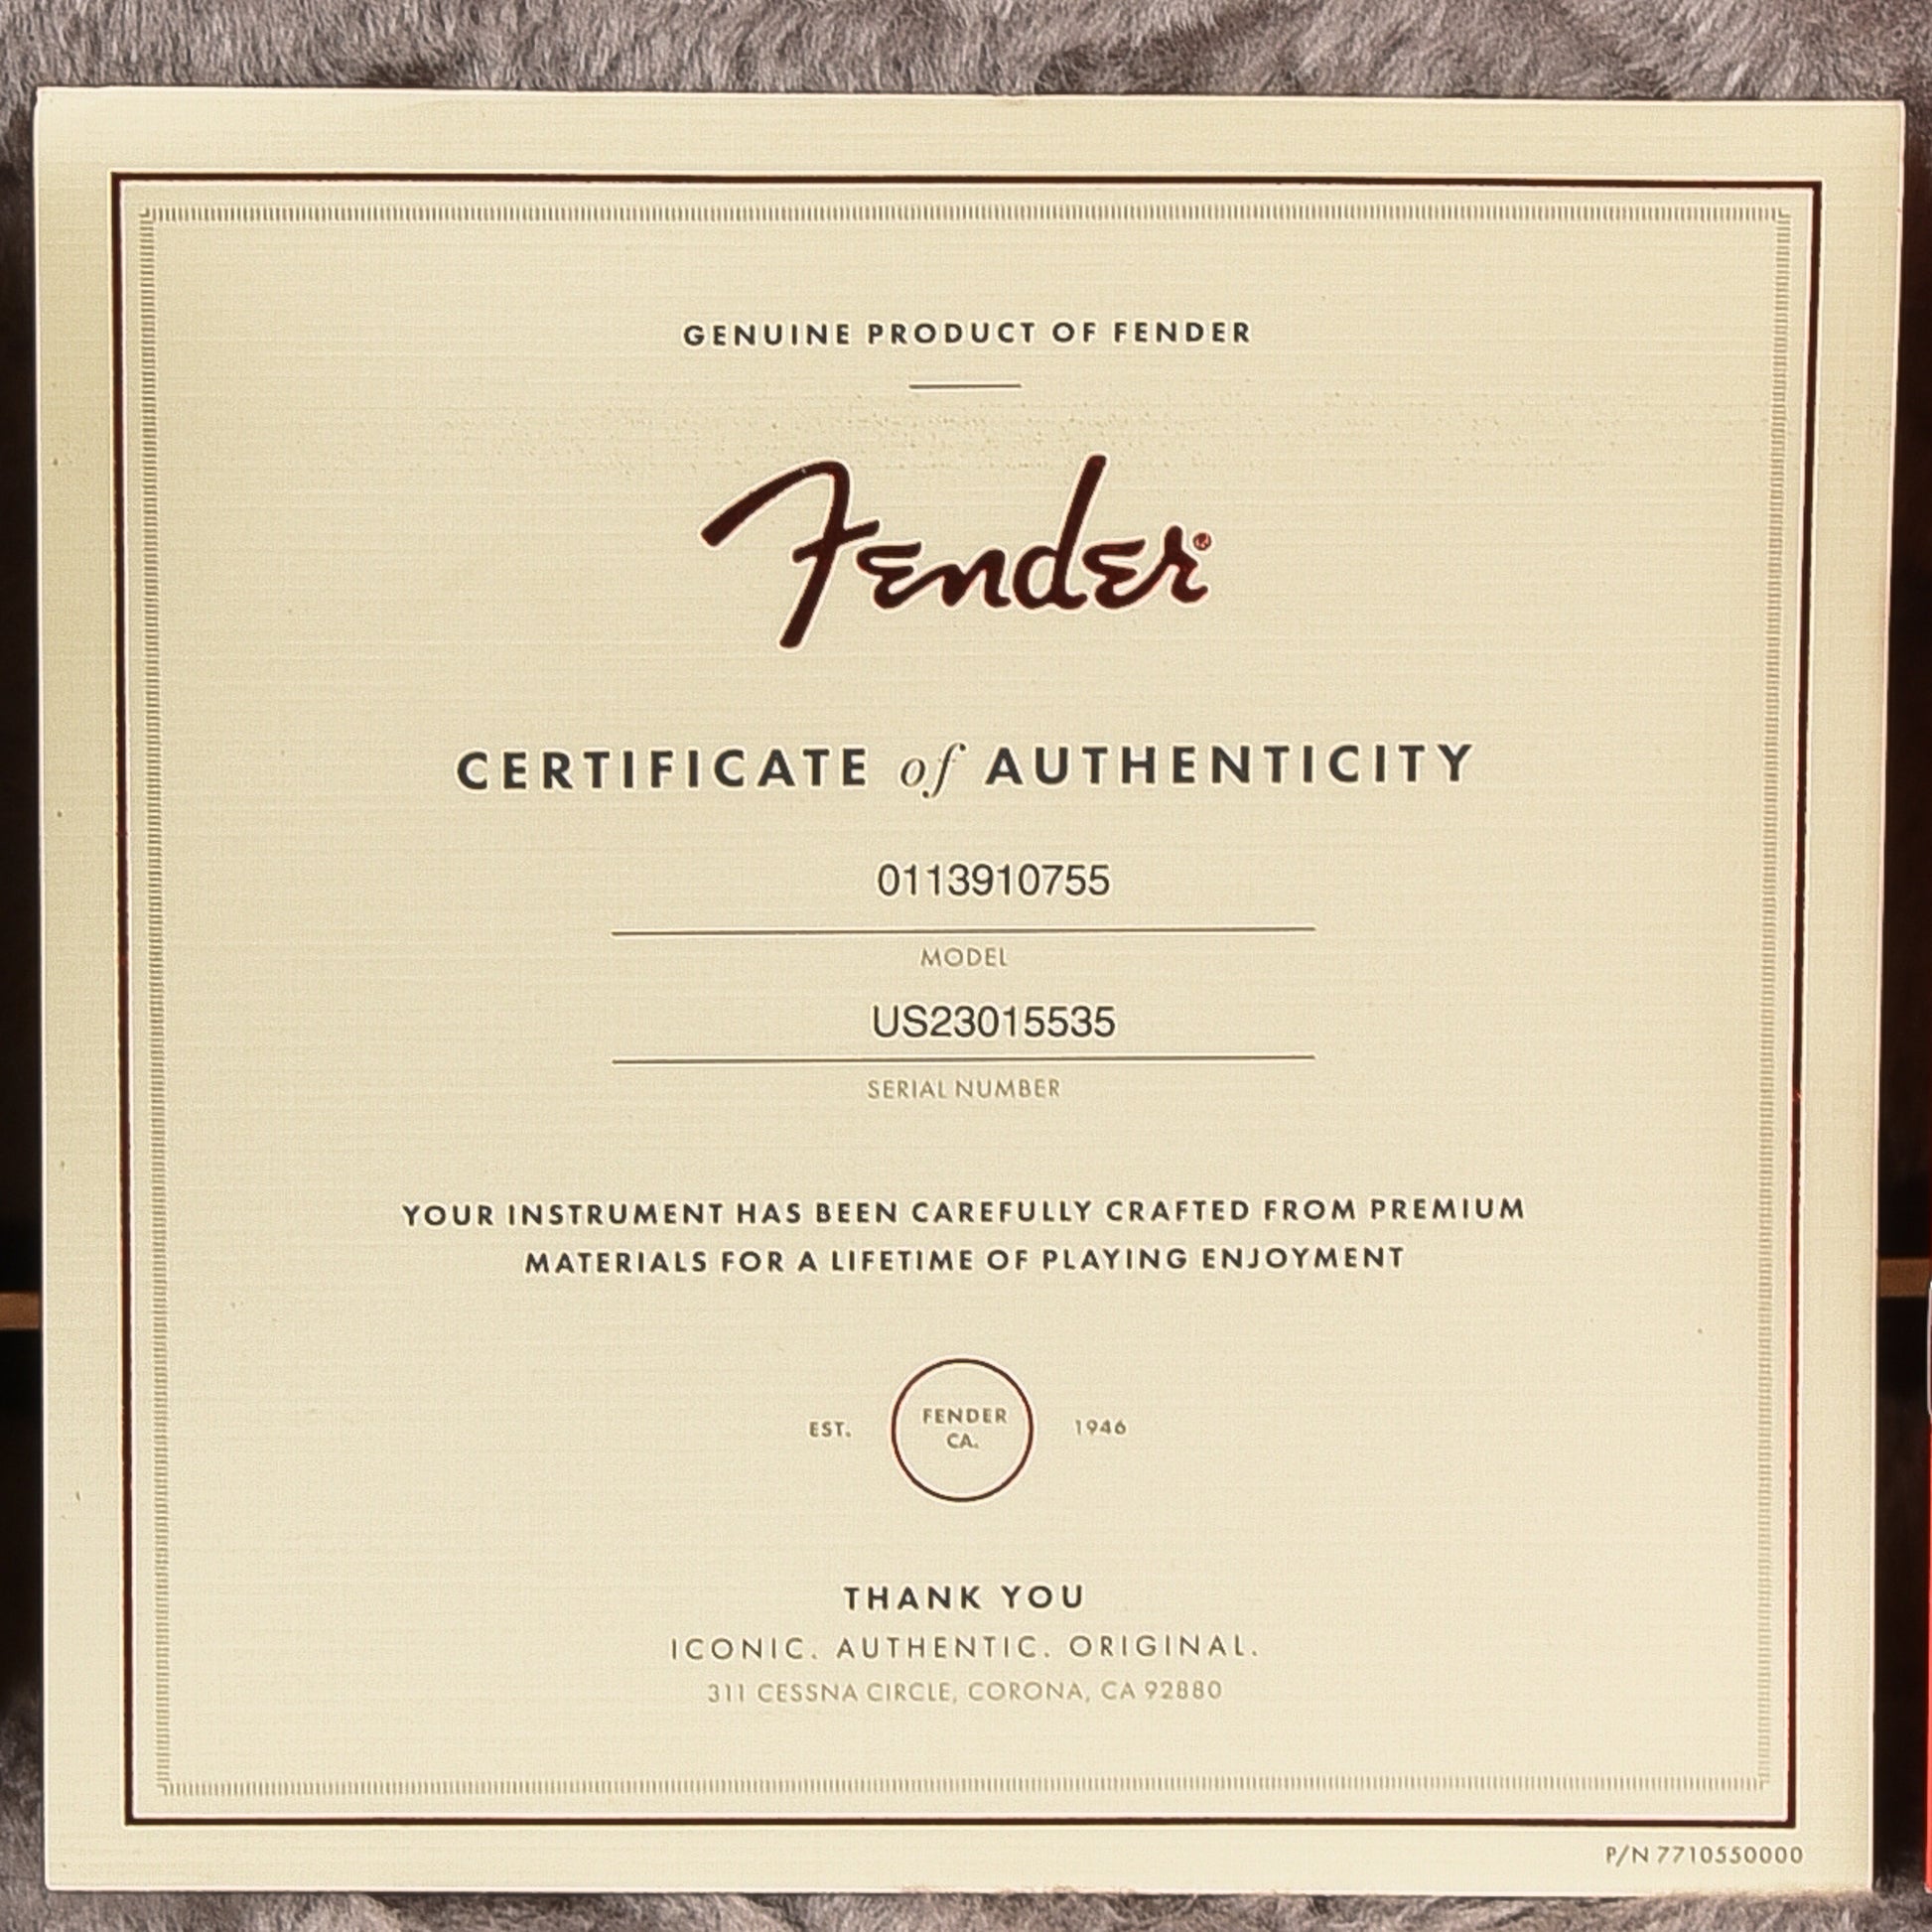 GENUINE PRODUCT OF FENDER
Fender®
CERTIFICATE of AUTHENTICITY
0113910755
MODEL
US23015535
SERIAL NUMBER
YOUR INSTRUMENT HAS BEEN CAREFULLY CRAFTED FROM PREMIUM
MATERIALS FOR A LIFETIME OF PLAYING ENJOYMENT
EST. FENDER CA. 1946
THANK YOU
ICONIC. AUTHENTIC. ORIGINAL.
311 CESSNA CIRCLE, CORONA, CA 92880
P/N 7710550000